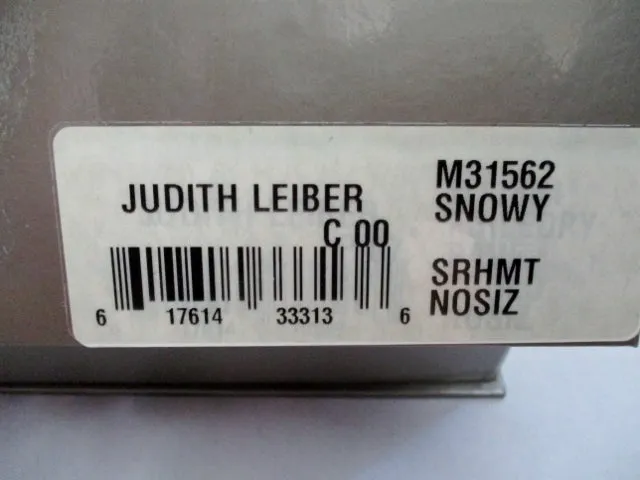 JUDITH LEIBER
C 00
6 17614 33313 6
M31562
SNOWY
SRHMT
NOSIZ